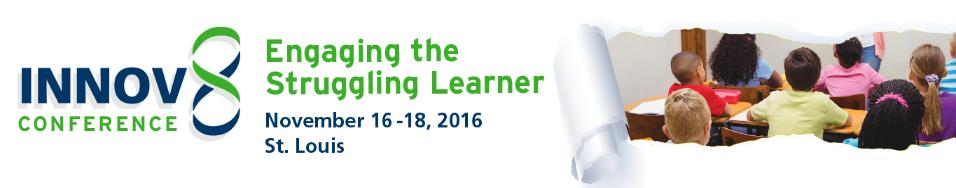 INNOV8
CONFERENCE
Engaging the
Struggling Learner
November 16-18, 2016
St. Louis